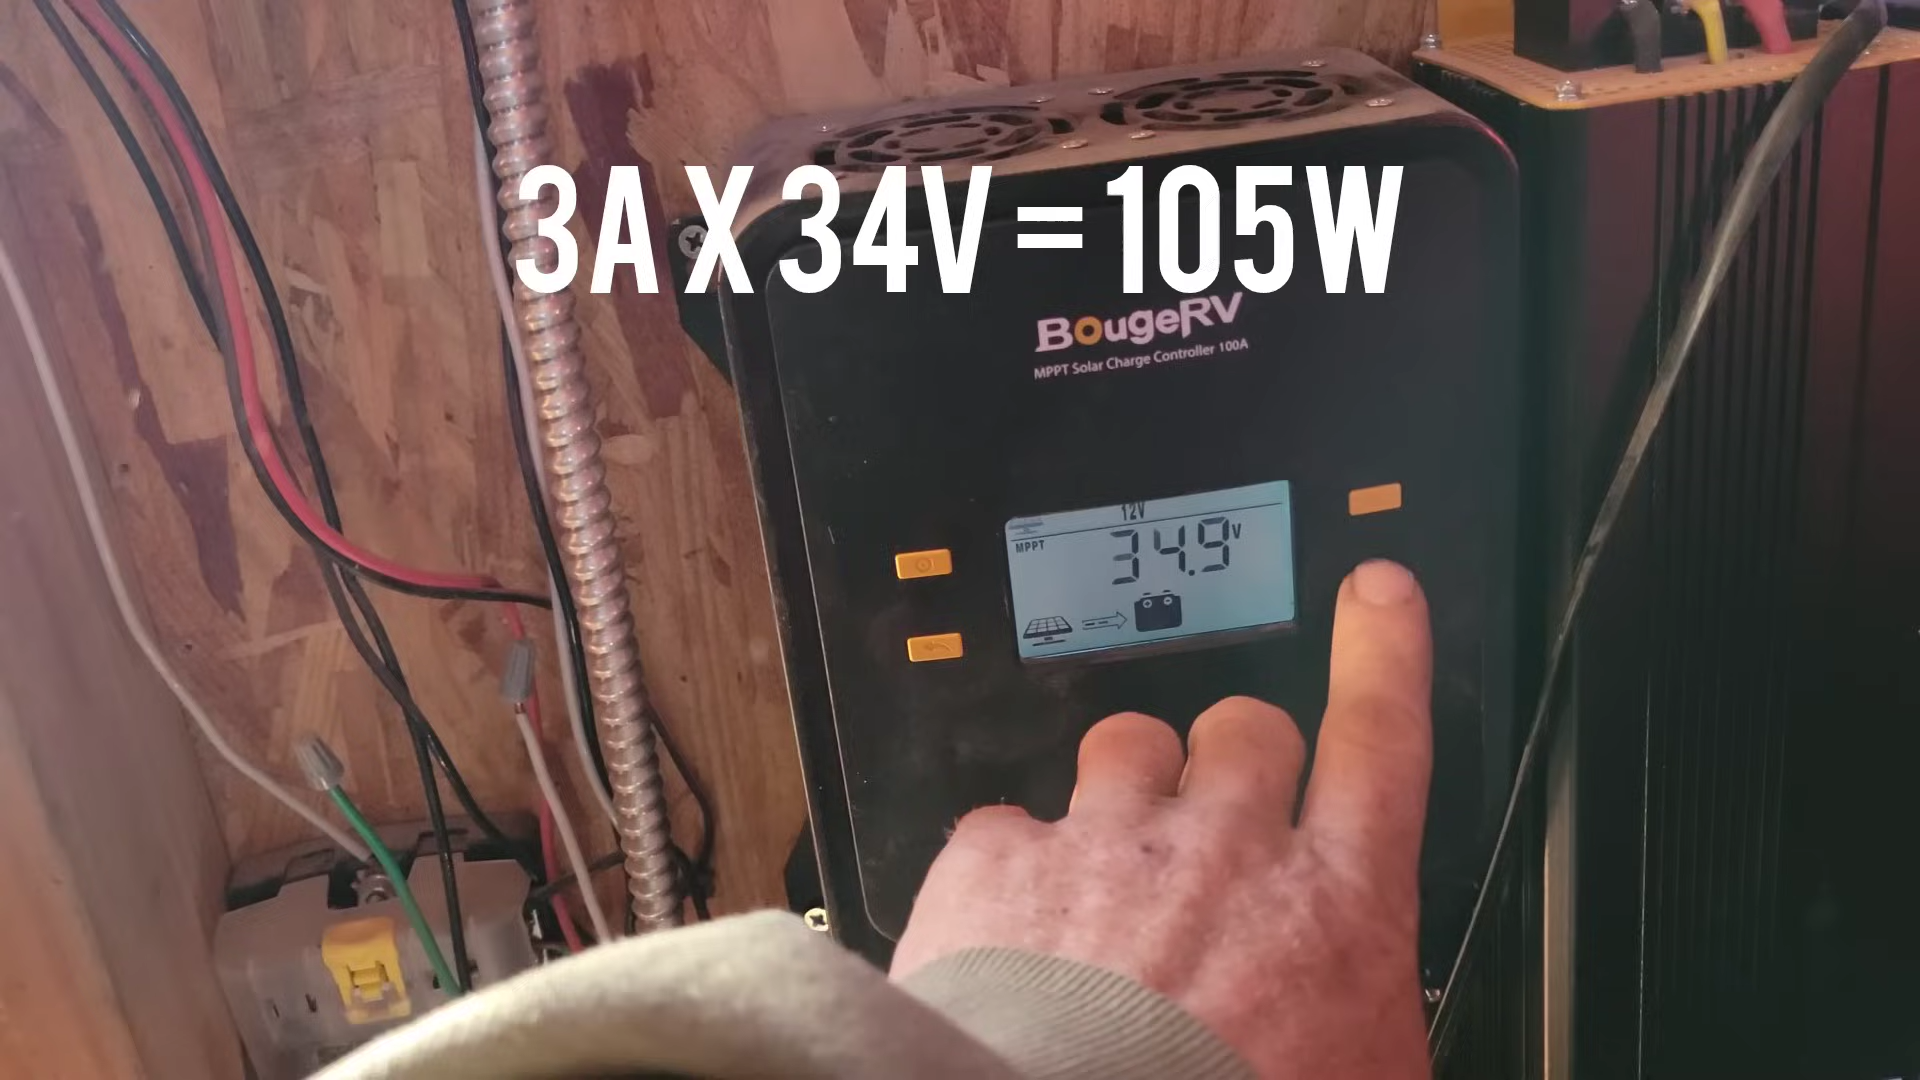 3A X 34V = 105W
BougeRV
MPPT Solar Charge Controller 100A
12V
MPPT
34.9V